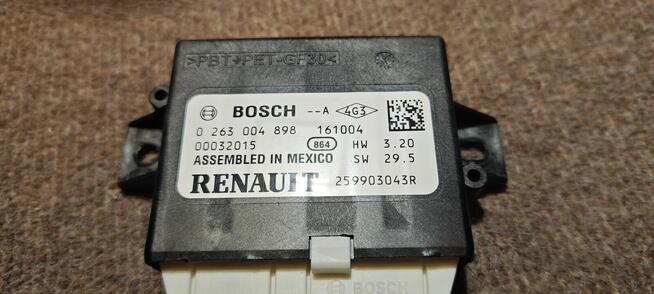 >PBT+PET-GF30<
BOSCH --A 4G3
0 263 004 898 161004
00032015 864 HW 3.20
ASSEMBLED IN MEXICO SW 29.5
RENAULT 259903043R
BOSCH